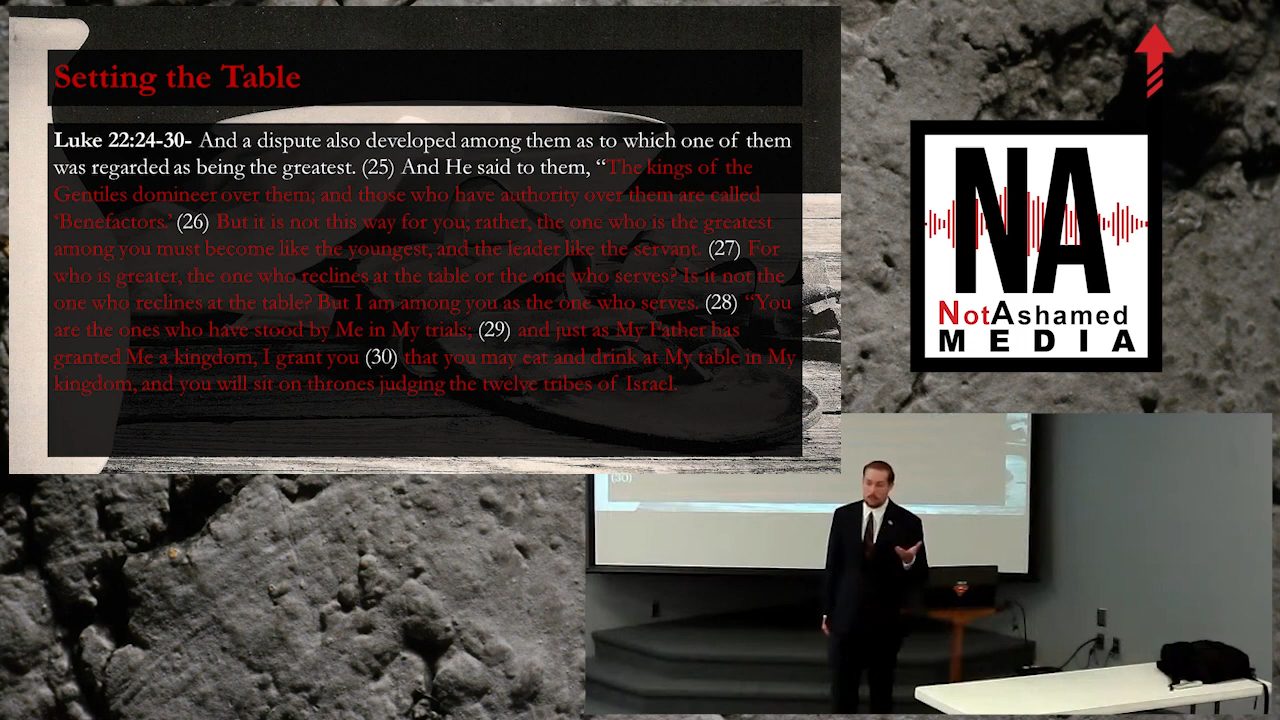 Setting the Table
Luke 22:24-30- And a dispute also developed among them as to which one of them
was regarded as being the greatest. (25) And He said to them, “The kings of the
Gentiles domineer over them; and those who have authority over them are called
‘Benefactors.’ (26) But it is not this way for you; rather, the one who is the greatest
among you must become like the youngest, and the leader like the servant. (27) For
who is greater, the one who reclines at the table or the one who serves? Is it not the
one who reclines at the table? But I am among you as the one who serves. (28) “You
are the ones who have stood by Me in My trials; (29) and just as My Father has
granted Me a kingdom, I grant you (30) that you may eat and drink at My table in My
kingdom, and you will sit on thrones judging the twelve tribes of Israel.
NA
NotAshamed
MEDIA
(30)